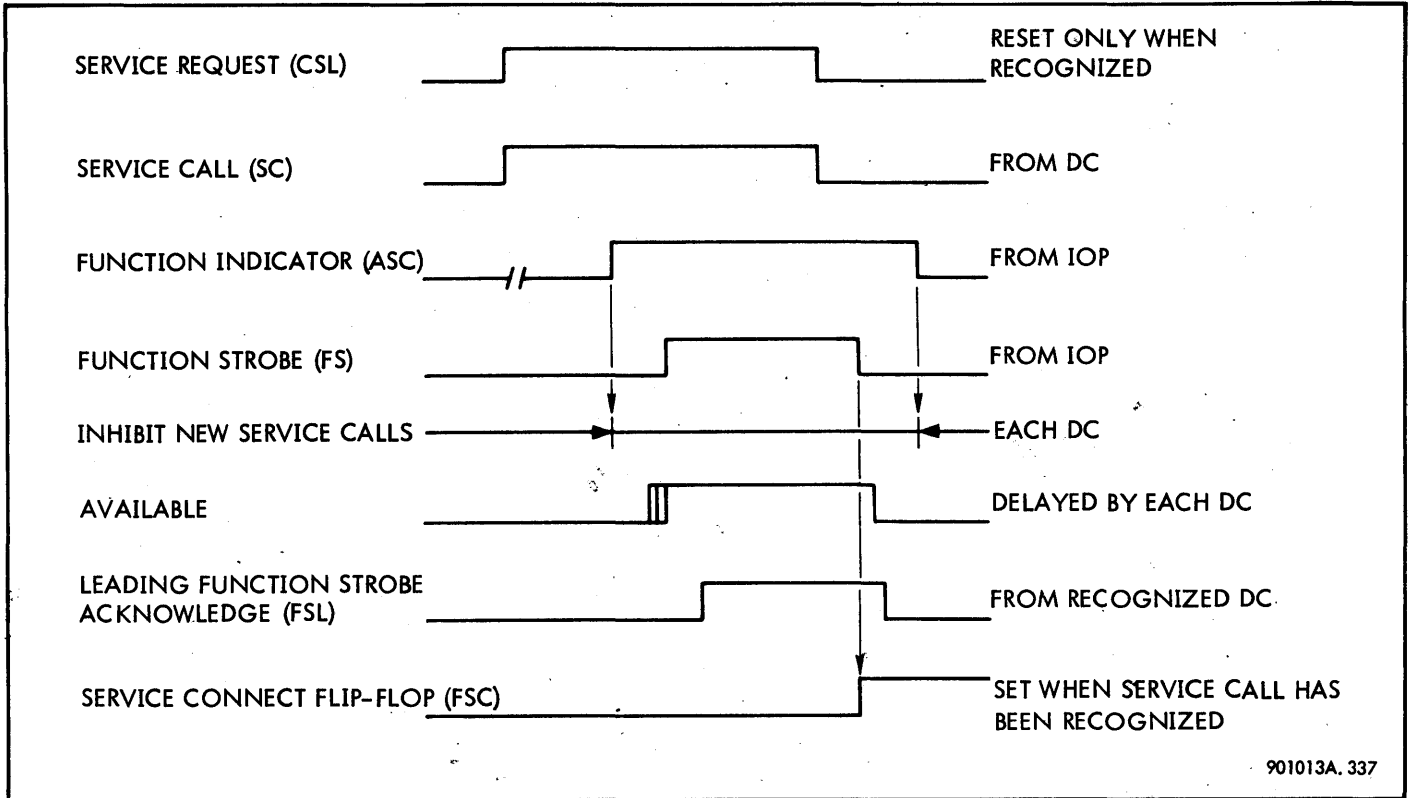 SERVICE REQUEST (CSL)
RESET ONLY WHEN
RECOGNIZED
SERVICE CALL (SC)
FROM DC
FUNCTION INDICATOR (ASC)
FROM IOP
FUNCTION STROBE (FS)
FROM IOP
INHIBIT NEW SERVICE CALLS
EACH DC
AVAILABLE
DELAYED BY EACH DC
LEADING FUNCTION STROBE
ACKNOWLEDGE (FSL)
FROM RECOGNIZED DC
SERVICE CONNECT FLIP-FLOP (FSC)
SET WHEN SERVICE CALL HAS
BEEN RECOGNIZED
901013A. 337